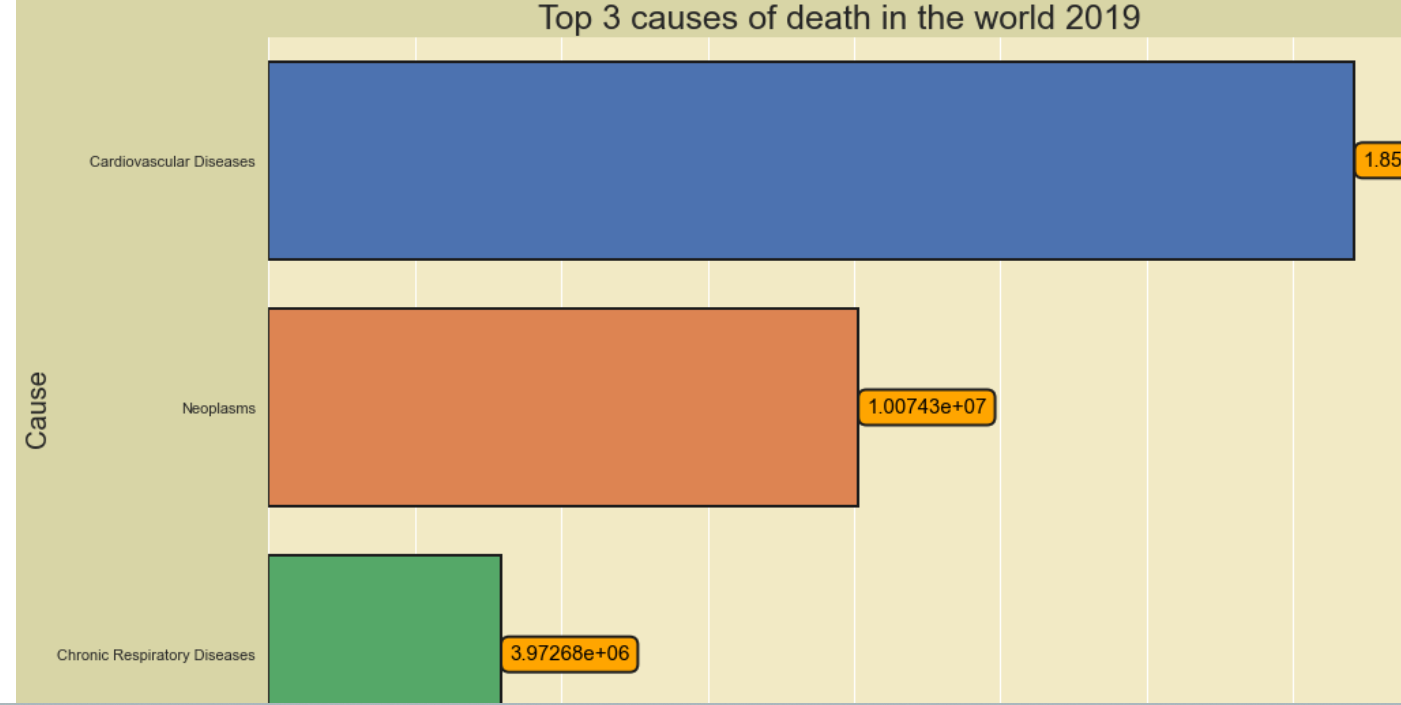 Top 3 causes of death in the world 2019
Cardiovascular Diseases
1.85
Cause
Neoplasms
1.00743e+07
Chronic Respiratory Diseases
3.97268e+06